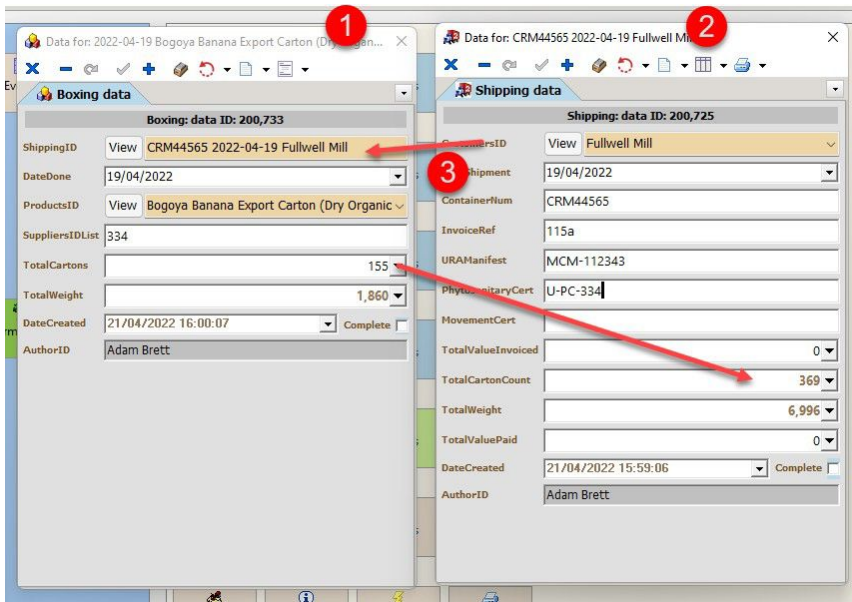 1
2
3
Data for: 2022-04-19 Bogoya Banana Export Carton (Dry Organ...
Boxing data
Boxing: data ID: 200,733
ShippingID View CRM44565 2022-04-19 Fullwell Mill
DateDone 19/04/2022
ProductsID View Bogoya Banana Export Carton (Dry Organic
SuppliersIDList 334
TotalCartons 155
TotalWeight 1,860
DateCreated 21/04/2022 16:00:07 Complete
AuthorID Adam Brett
Data for: CRM44565 2022-04-19 Fullwell Mi
Shipping data
Shipping: data ID: 200,725
CustomersID View Fullwell Mill
Shipment 19/04/2022
ContainerNum CRM44565
InvoiceRef 115a
URAManifest MCM-112343
PhytosanitaryCert U-PC-334
MovementCert
TotalValueInvoiced 0
TotalCartonCount 369
TotalWeight 6,996
TotalValuePaid 0
DateCreated 21/04/2022 15:59:06 Complete
AuthorID Adam Brett